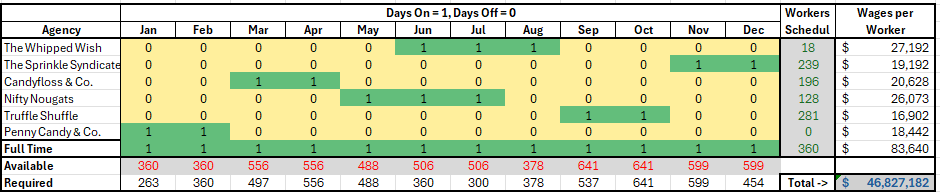 Days On = 1, Days Off = 0 Workers Wages per
Agency Jan Feb Mar Apr May Jun Jul Aug Sep Oct Nov Dec Schedul Worker
The Whipped Wish 0 0 0 0 0 1 1 1 0 0 0 0 18 $ 27,192
The Sprinkle Syndicate 0 0 0 0 0 0 0 0 0 0 1 1 239 $ 19,192
Candyfloss & Co. 0 0 1 1 0 0 0 0 0 0 0 0 196 $ 20,628
Nifty Nougats 0 0 0 0 1 1 1 0 0 0 0 0 128 $ 26,073
Truffle Shuffle 0 0 0 0 0 0 0 0 1 1 0 0 281 $ 16,902
Penny Candy & Co. 1 1 0 0 0 0 0 0 0 0 0 0 0 $ 18,442
Full Time 1 1 1 1 1 1 1 1 1 1 1 1 360 $ 83,640
Available 360 360 556 556 488 506 506 378 641 641 599 599
Required 263 360 497 556 488 360 300 378 537 641 599 454 Total -> $ 46,827,182